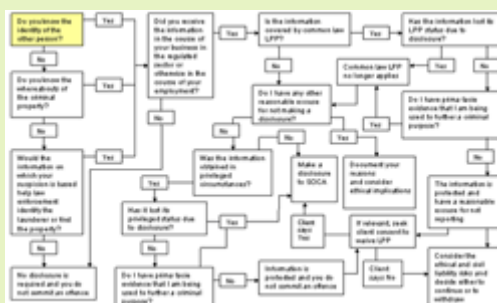 Do you know the
identity of the
other person?
Yes
No
Do you know the
whereabouts of
the criminal
property?
Yes
No
Would the
information on
which your
suspicion is based
help law
enforcement
identify the
launderer or find
the property?
Yes
No
No disclosure is
required and you do
not commit an offence
Did you receive
the information
in the course of
your business in
the regulated
sector or
otherwise in the
course of your
employment?
Yes
No
Is the information
covered by common law
LPP?
Yes
No
Has the information lost its
LPP status due to
disclosure?
Yes
No
Common law LPP
no longer applies
Do I have any other
reasonable excuse
for not making a
disclosure?
No
Yes
Do I have prima facie
evidence that I am being
used to further a criminal
purpose?
Yes
No
Was the information
obtained in
privileged
circumstances?
Yes
No
Make a
disclosure
to SOCA
Document your
reasons
and consider
ethical implications
Has it lost its
privileged status due
to disclosure?
Yes
No
Client
says
Yes
If relevant, seek
client consent to
waive LPP
The information is
protected and have
a reasonable excuse
for not
reporting
Do I have prima facie
evidence that I am being
used to further a criminal
purpose?
No
Information is
protected and you do
not commit an offence
Client
says No
Consider the
ethical and civil
liability risks and
decide either to
continue or to
withdraw